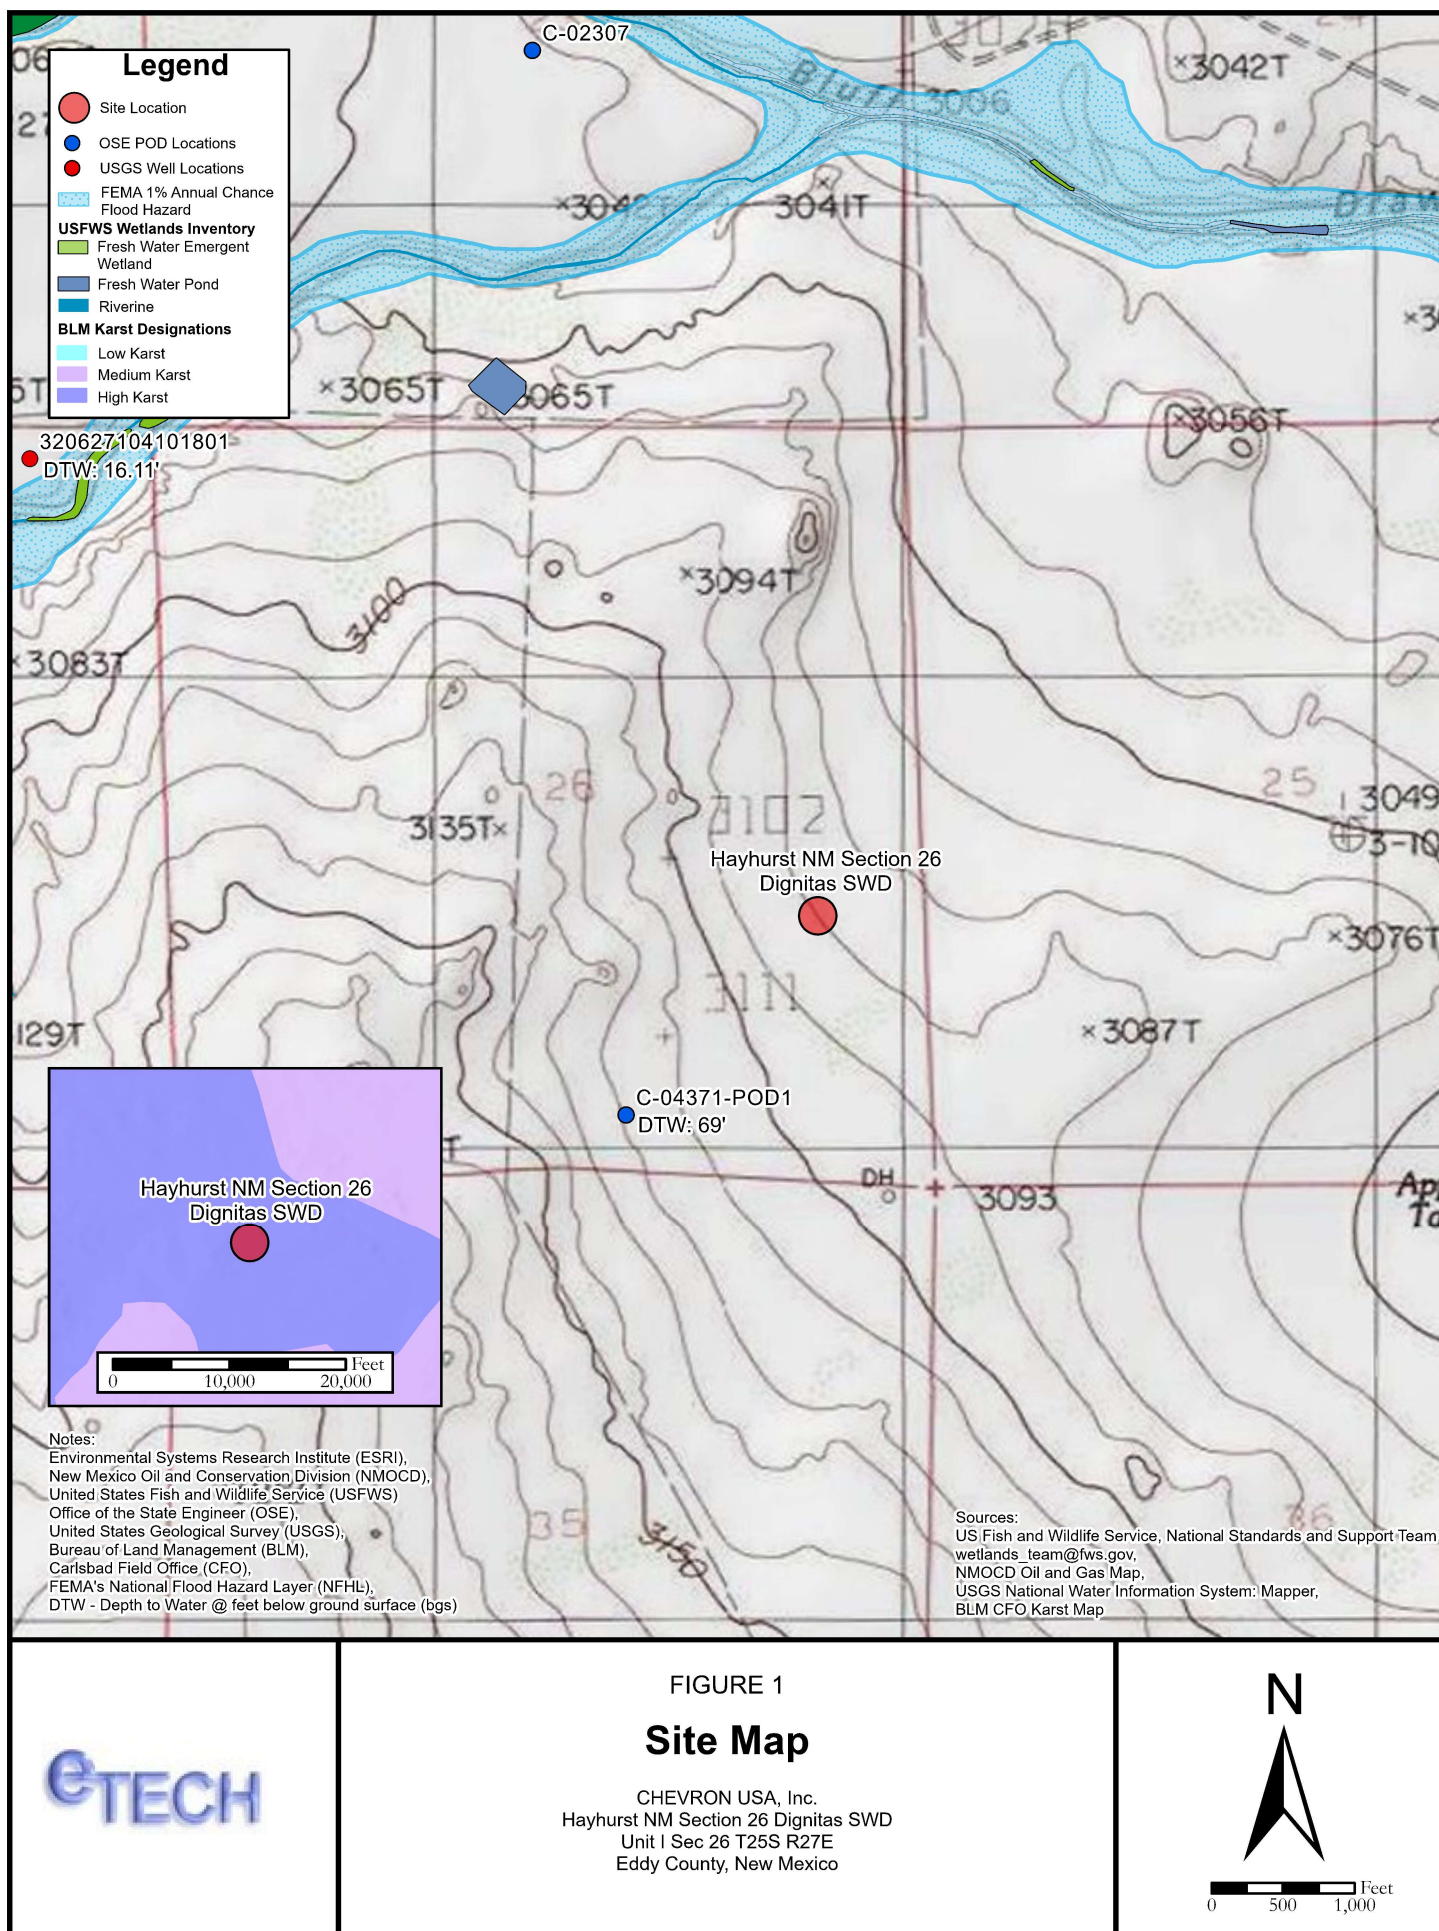 Legend
Site Location
OSE POD Locations
USGS Well Locations
FEMA 1% Annual Chance
Flood Hazard
USFWS Wetlands Inventory
Fresh Water Emergent
Wetland
Fresh Water Pond
Riverine
BLM Karst Designations
Low Karst
Medium Karst
High Karst
C-02307
3006
×3042T
3041T
×3065T
3065T
×3056T
320627104101801
DTW: 16.11'
×3094T
3100
×3083T
26
25
3049
3135T×
3102
3-10
Hayhurst NM Section 26
Dignitas SWD
×3076T
3111
129T
×3087T
C-04371-POD1
DTW: 69'
DH
3093
Hayhurst NM Section 26
Dignitas SWD
Feet
0 10,000 20,000
35
3150
36
Notes:
Environmental Systems Research Institute (ESRI),
New Mexico Oil and Conservation Division (NMOCD),
United States Fish and Wildlife Service (USFWS)
Office of the State Engineer (OSE),
United States Geological Survey (USGS),
Bureau of Land Management (BLM),
Carlsbad Field Office (CFO),
FEMA's National Flood Hazard Layer (NFHL),
DTW - Depth to Water @ feet below ground surface (bgs)
Sources:
US Fish and Wildlife Service, National Standards and Support Team,
wetlands_team@fws.gov,
NMOCD Oil and Gas Map,
USGS National Water Information System: Mapper,
BLM CFO Karst Map
eTECH
FIGURE 1
Site Map
CHEVRON USA, Inc.
Hayhurst NM Section 26 Dignitas SWD
Unit I Sec 26 T25S R27E
Eddy County, New Mexico
N
Feet
0 500 1,000